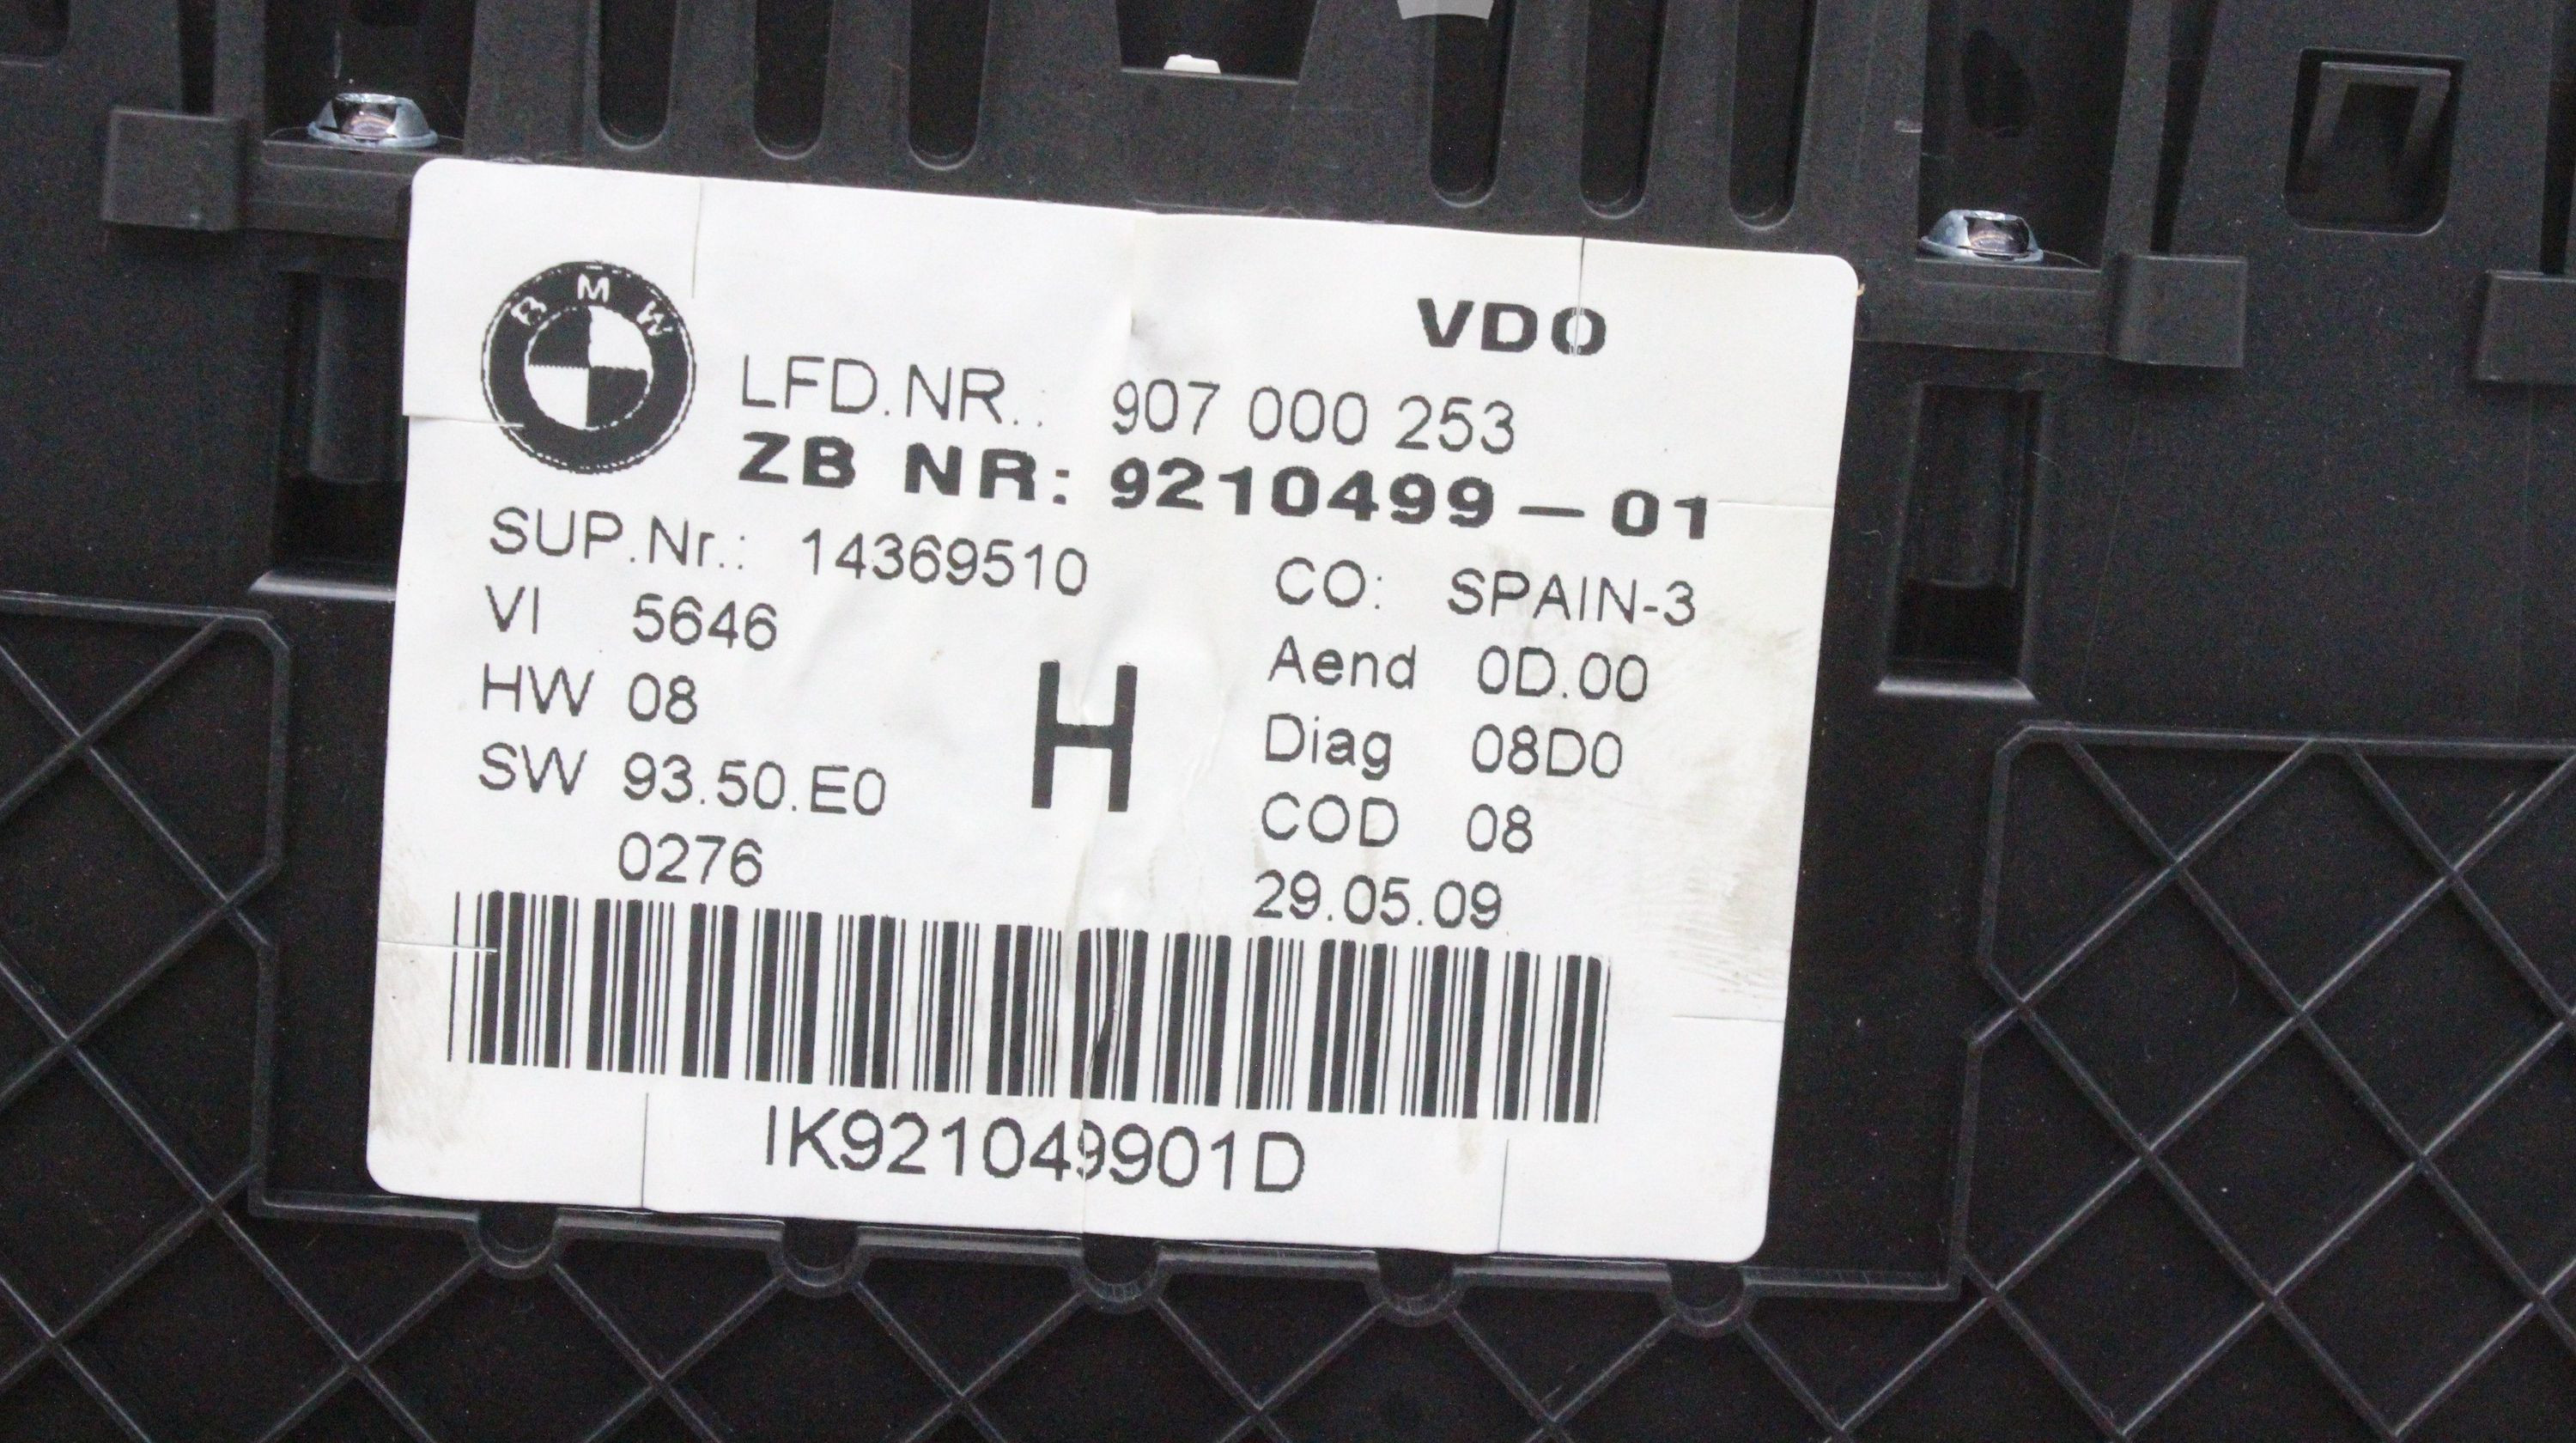 BMW
VDO
LFD.NR.: 907 000 253
ZB NR: 9210499-01
SUP.Nr.: 14369510
CO: SPAIN-3
VI 5646
Aend 0D.00
HW 08
H
Diag 08D0
SW 93.50.E0
COD 08
0276
29.05.09
IK921049901D